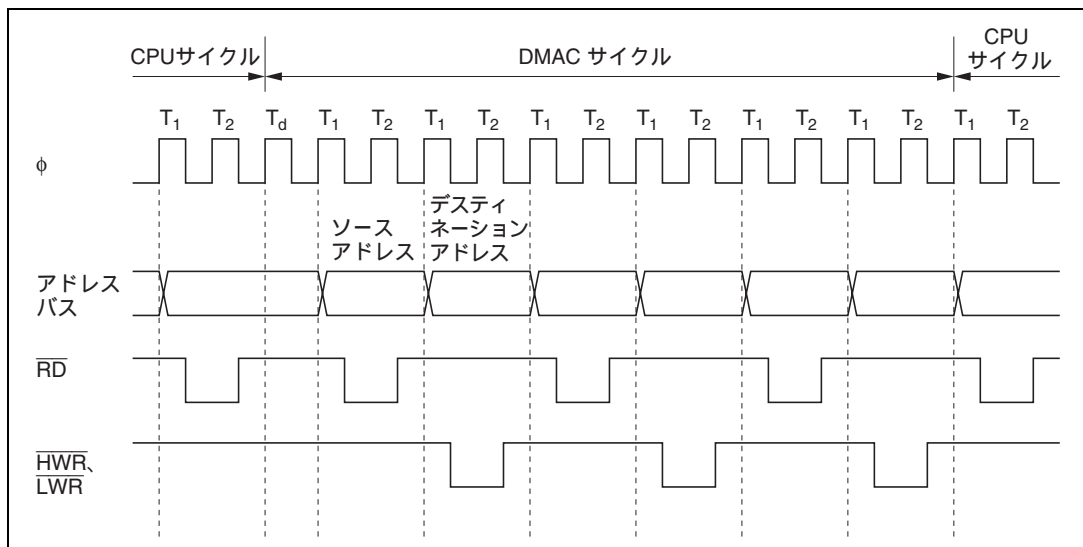 CPUサイクル
DMAC サイクル
CPU
サイクル
T1 T2 Td T1 T2 T1 T2 T1 T2 T1 T2 T1 T2 T1 T2 T1 T2
φ
ソース
アドレス
デスティ
ネーション
アドレス
アドレス
バス
RD
HWR、
LWR